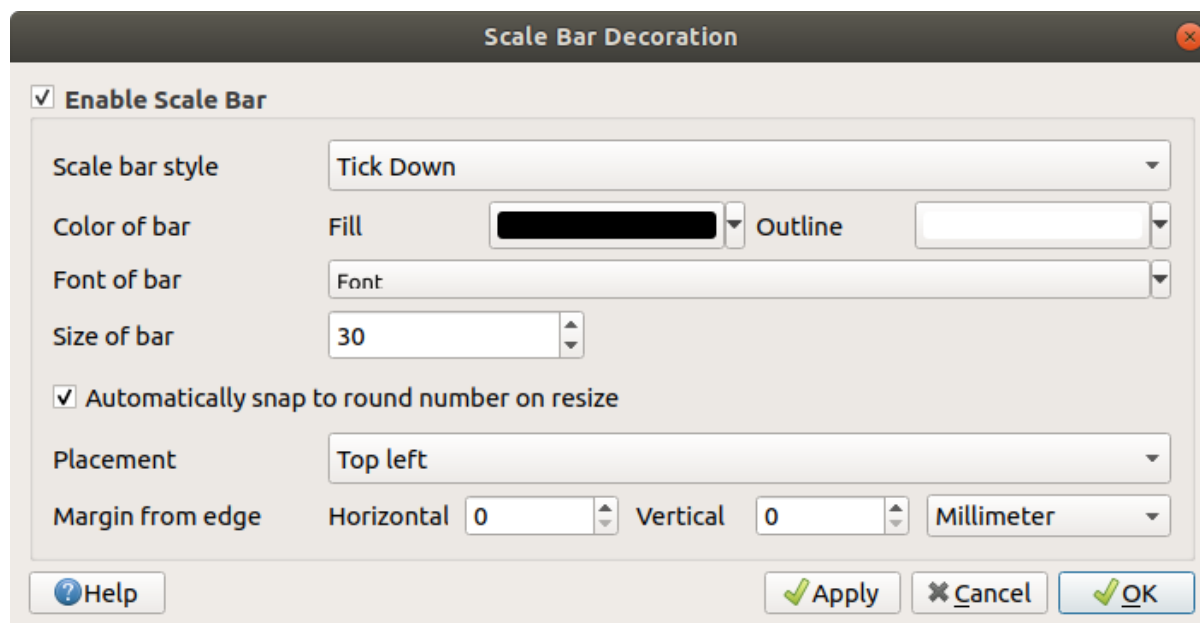 Scale Bar Decoration
Enable Scale Bar
Scale bar style Tick Down
Color of bar Fill Outline
Font of bar Font
Size of bar 30
Automatically snap to round number on resize
Placement Top left
Margin from edge Horizontal 0 Vertical 0 Millimeter
Help Apply Cancel OK